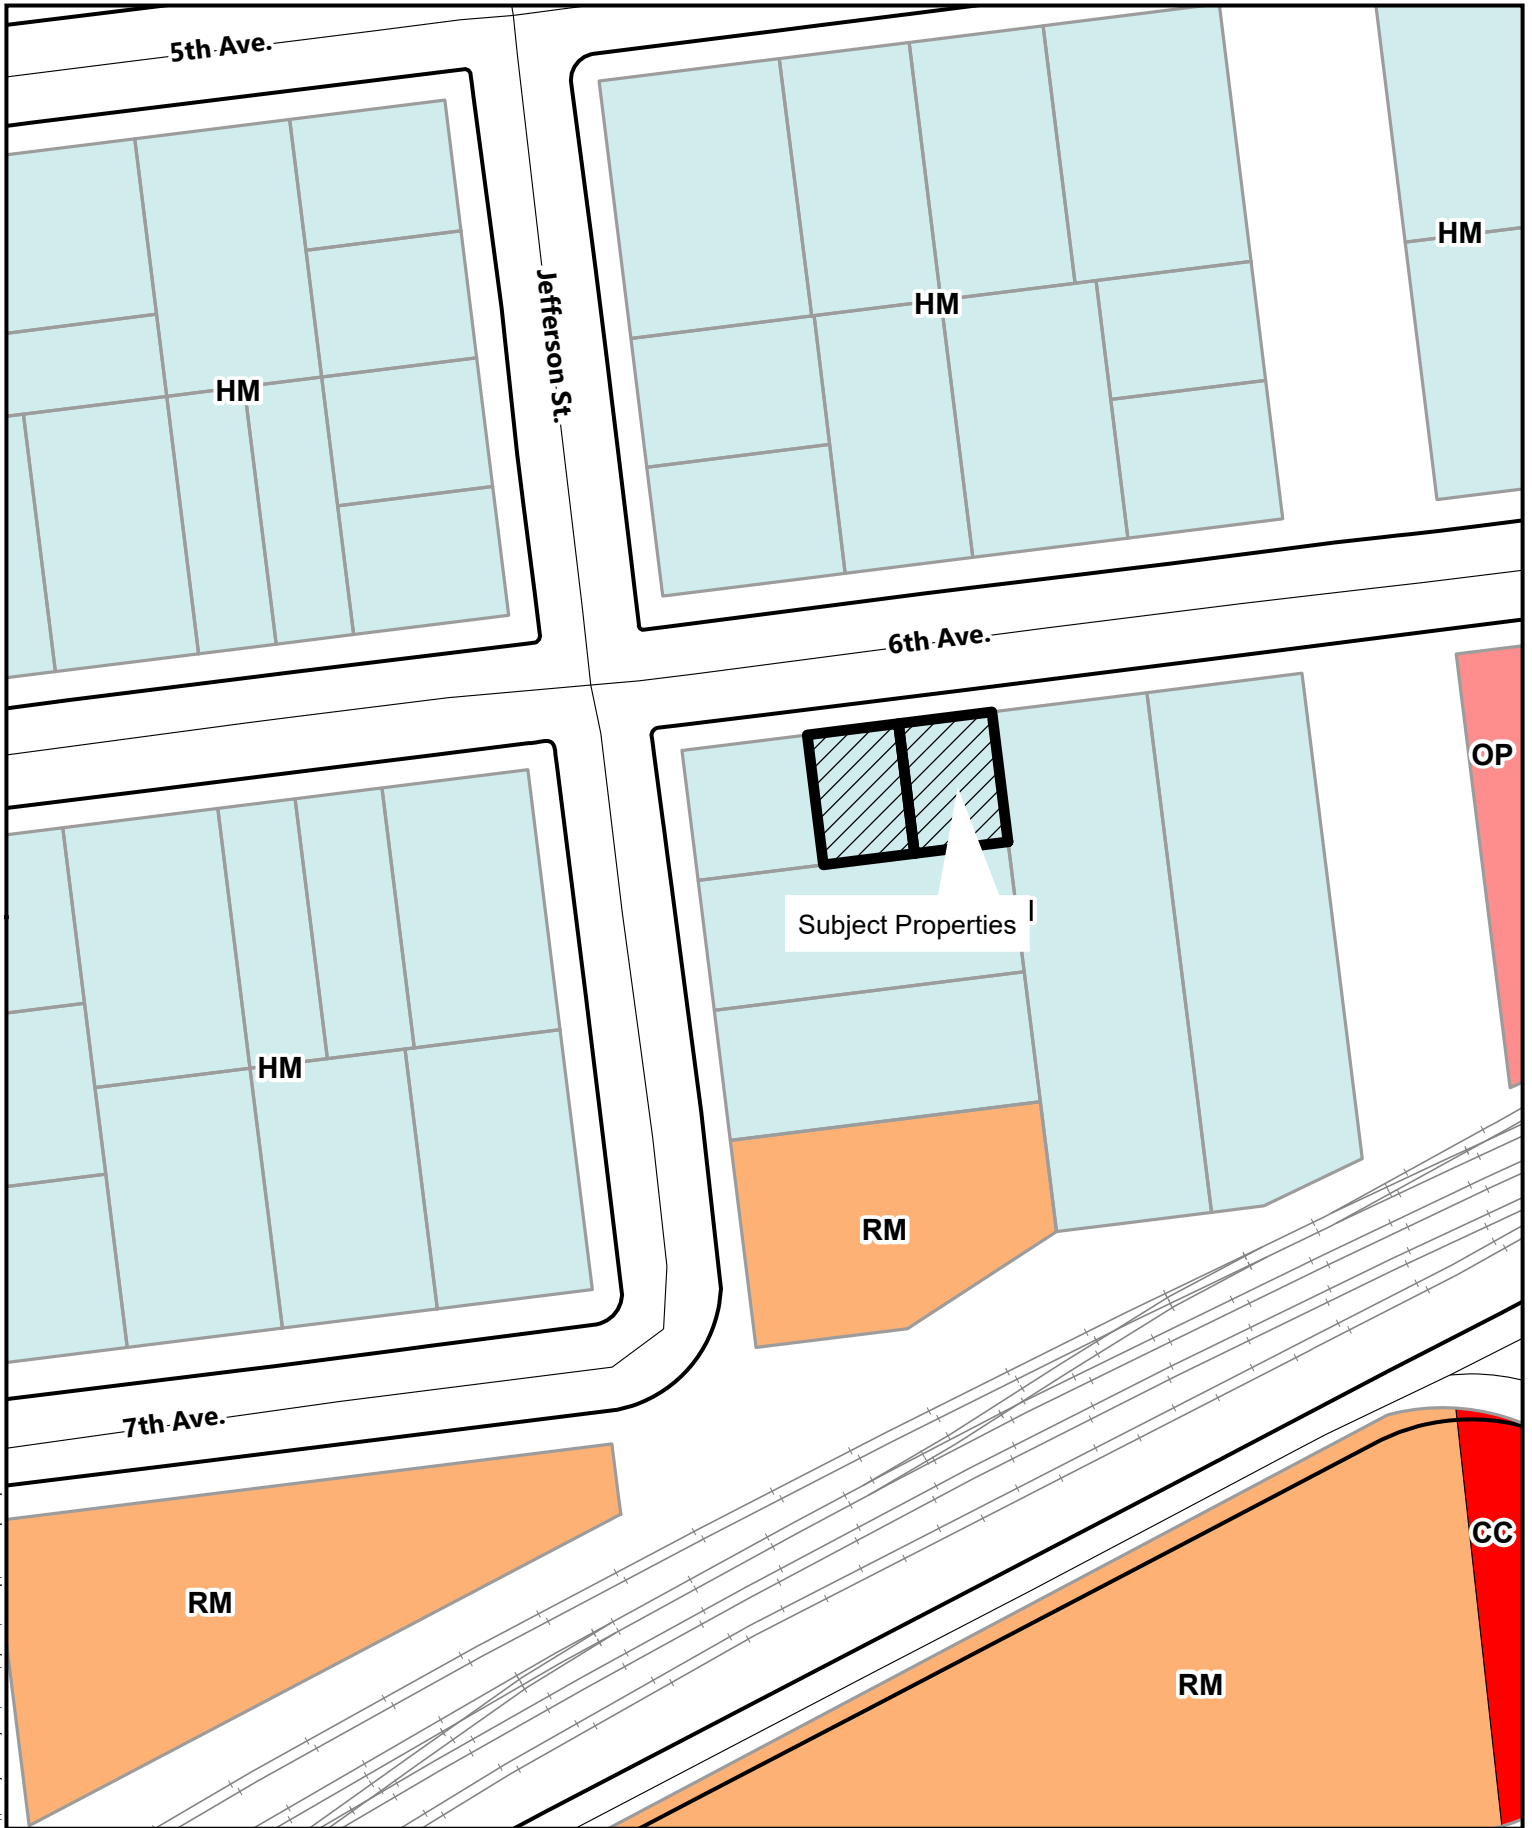 5th Ave.
HM
HM
Jefferson St.
HM
6th Ave.
OP
Subject Properties
HM
RM
7th Ave.
CC
RM
RM